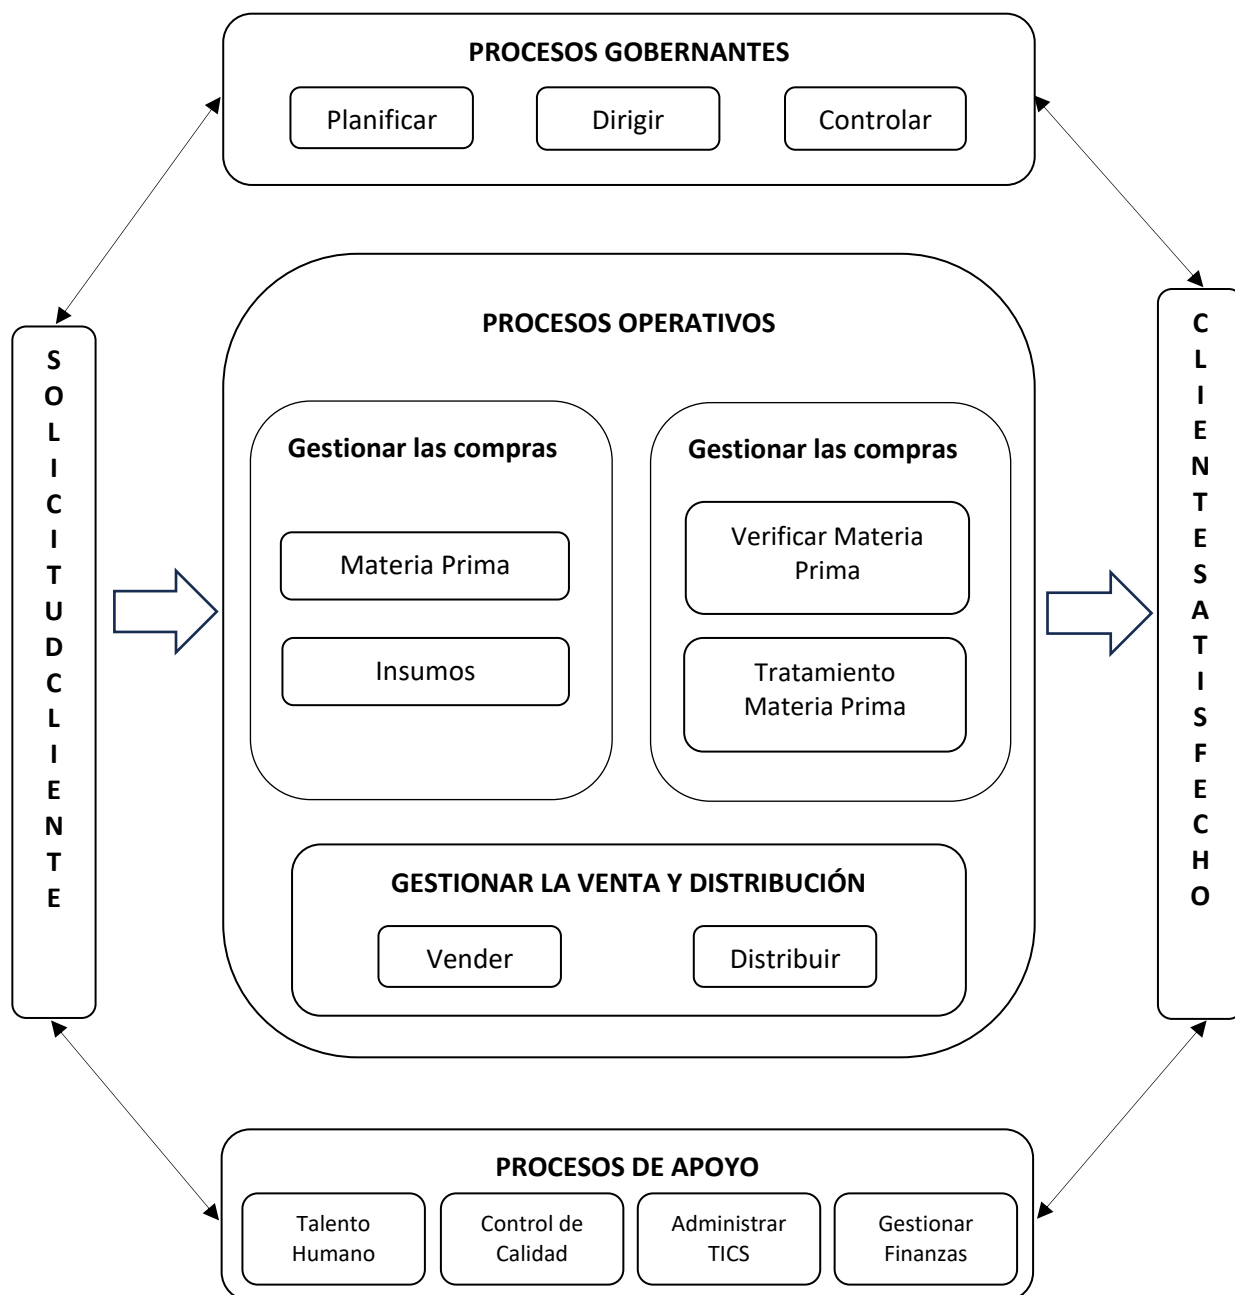 PROCESOS GOBERNANTES
Planificar
Dirigir
Controlar
SOLICITUDCLIENTE
PROCESOS OPERATIVOS
Gestionar las compras
Materia Prima
Insumos
Gestionar las compras
Verificar Materia
Prima
Tratamiento
Materia Prima
GESTIONAR LA VENTA Y DISTRIBUCIÓN
Vender
Distribuir
CLIENTESATISFECHO
PROCESOS DE APOYO
Talento
Humano
Control de
Calidad
Administrar
TICS
Gestionar
Finanzas